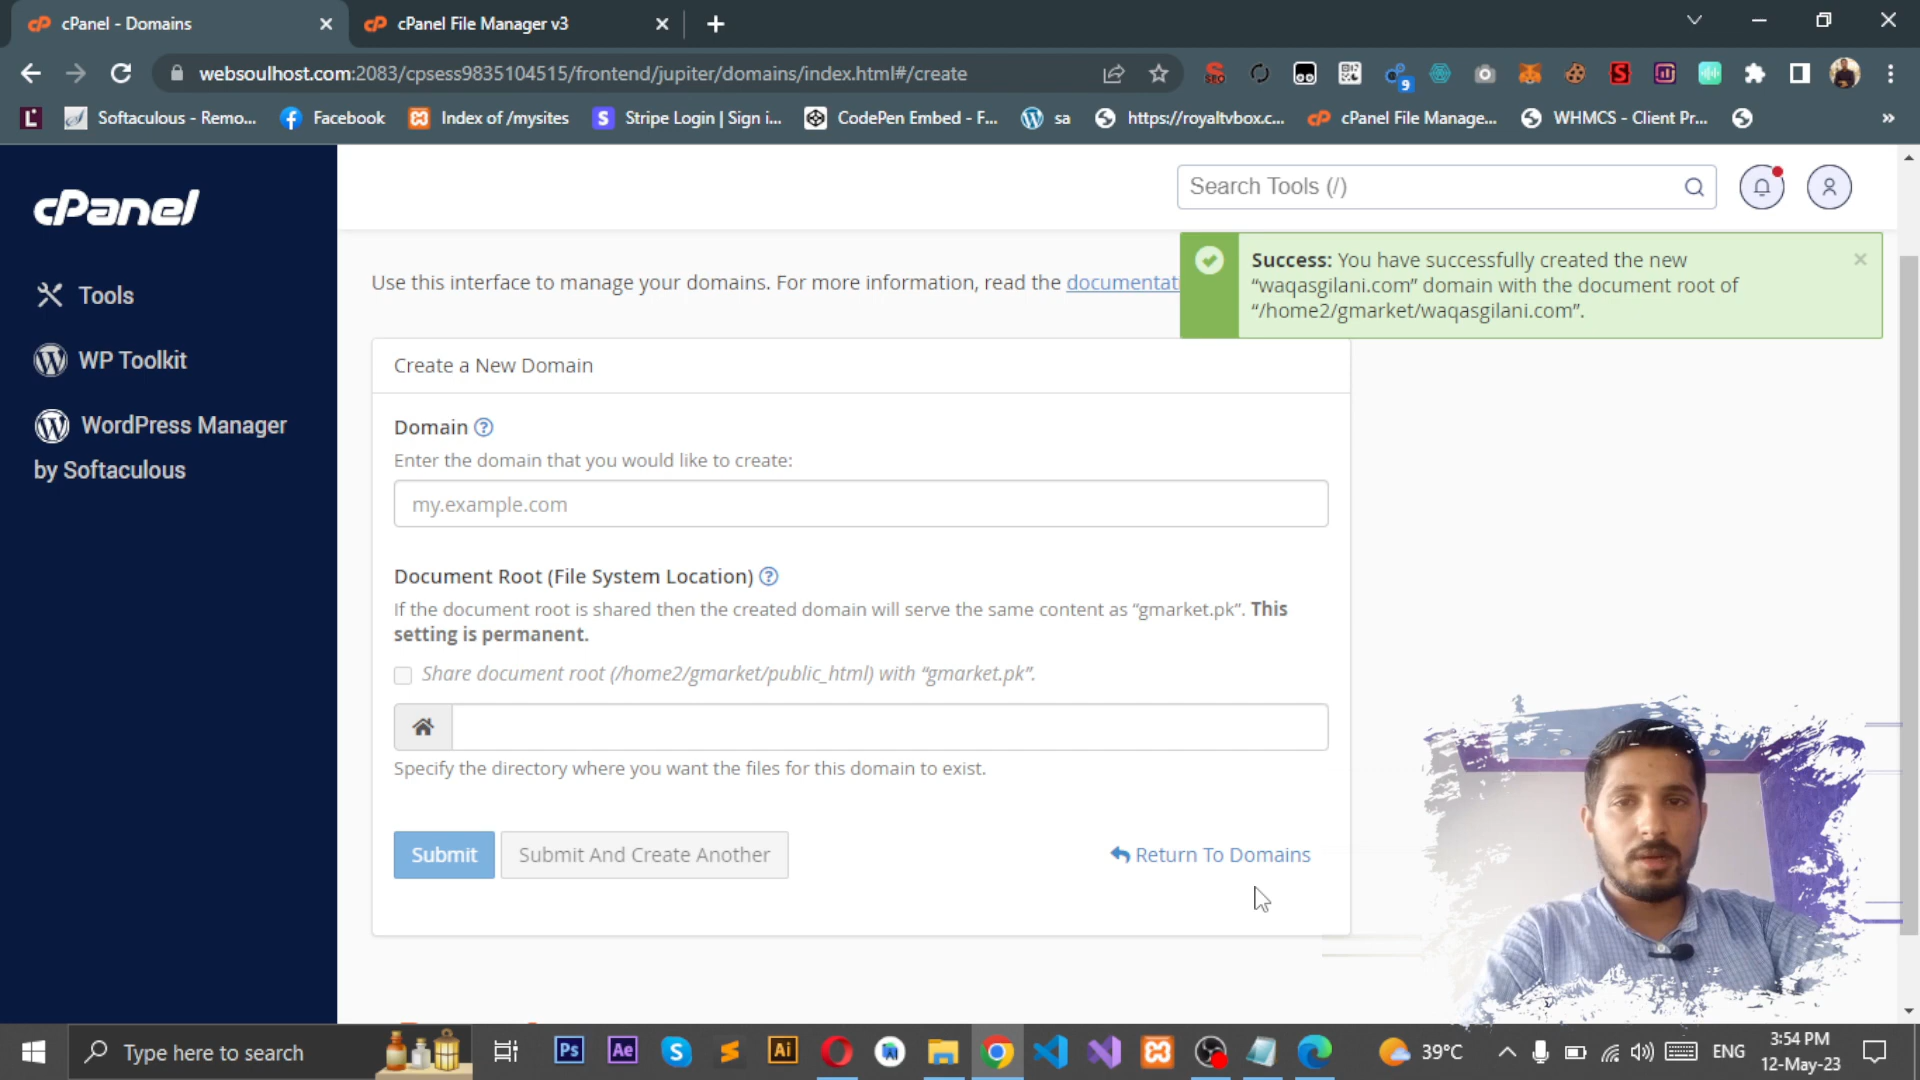 cPanel - Domains
cPanel File Manager v3
websoulhost.com:2083/cpsess9835104515/frontend/jupiter/domains/index.html#/create
SEO
9
Softaculous - Remo...
Facebook
Index of /mysites
Stripe Login | Sign i...
CodePen Embed - F...
sa
https://royaltvbox.c...
cPanel File Manage...
WHMCS - Client Pr...
»
cPanel
Search Tools (/)
Tools
WP Toolkit
WordPress Manager
by Softaculous
Use this interface to manage your domains. For more information, read the documentat
Success: You have successfully created the new
“waqasgilani.com” domain with the document root of
“/home2/gmarket/waqasgilani.com”.
Create a New Domain
Domain
Enter the domain that you would like to create:
my.example.com
Document Root (File System Location)
If the document root is shared then the created domain will serve the same content as “gmarket.pk”. This
setting is permanent.
Share document root (/home2/gmarket/public_html) with “gmarket.pk”.
Specify the directory where you want the files for this domain to exist.
Submit
Submit And Create Another
Return To Domains
Type here to search
Ps
Ae
Ai
39°C
ENG
3:54 PM
12-May-23